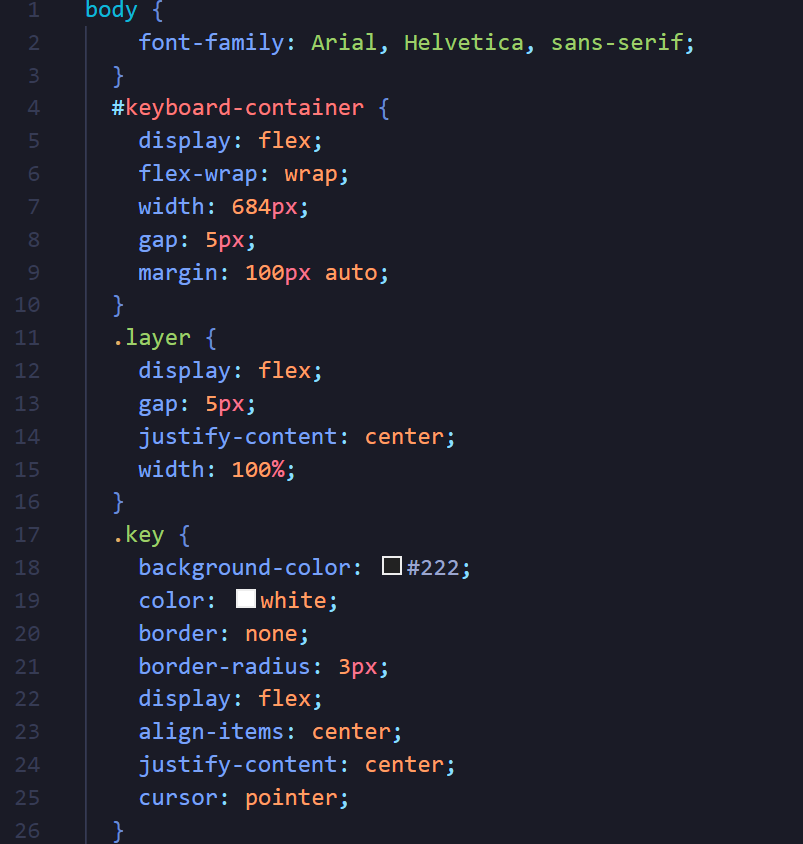 1 body {
2 font-family: Arial, Helvetica, sans-serif;
3 }
4 #keyboard-container {
5 display: flex;
6 flex-wrap: wrap;
7 width: 684px;
8 gap: 5px;
9 margin: 100px auto;
10 }
11 .layer {
12 display: flex;
13 gap: 5px;
14 justify-content: center;
15 width: 100%;
16 }
17 .key {
18 background-color: #222;
19 color: white;
20 border: none;
21 border-radius: 3px;
22 display: flex;
23 align-items: center;
24 justify-content: center;
25 cursor: pointer;
26 }